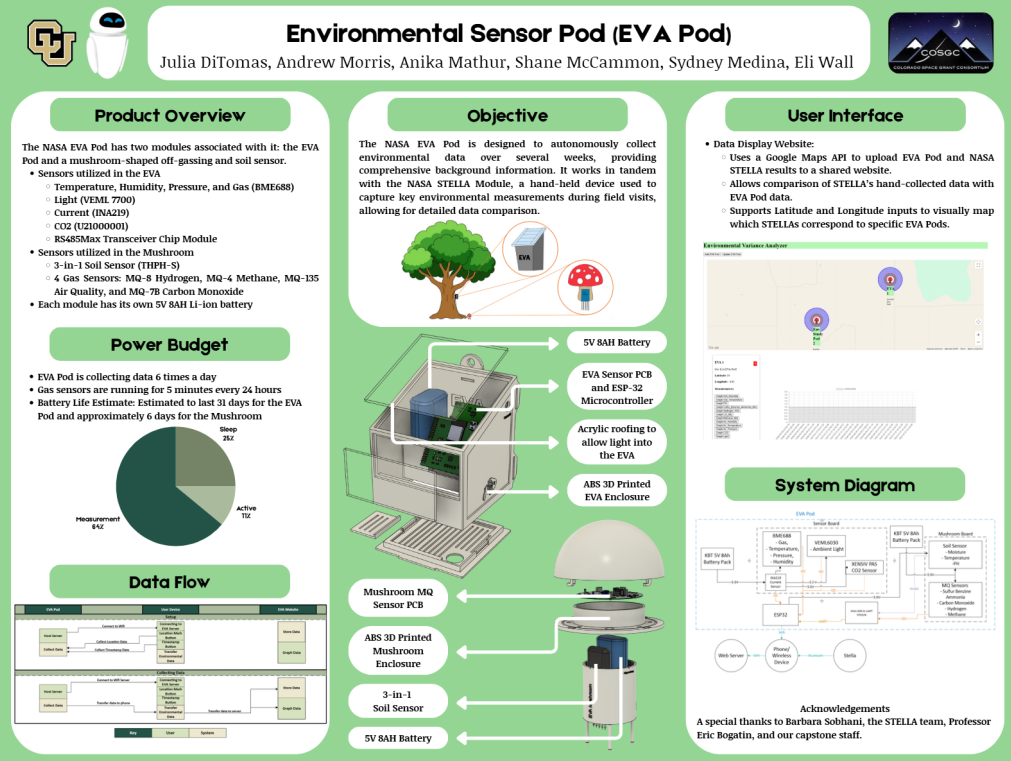 Environmental Sensor Pod (EVA Pod)
Julia DiTomas, Andrew Morris, Anika Mathur, Shane McCammon, Sydney Medina, Eli Wall
CU
COSGC
COLORADO SPACE GRANT CONSORTIUM
Product Overview
The NASA EVA Pod has two modules associated with it: the EVA
Pod and a mushroom-shaped off-gassing and soil sensor.
• Sensors utilized in the EVA
○ Temperature, Humidity, Pressure, and Gas (BME688)
○ Light (VEML 7700)
○ Current (INA219)
○ CO2 (U21000001)
○ RS485Max Transceiver Chip Module
• Sensors utilized in the Mushroom
○ 3-in-1 Soil Sensor (THPH-S)
○ 4 Gas Sensors: MQ-8 Hydrogen, MQ-4 Methane, MQ-135
Air Quality, and MQ-7B Carbon Monoxide
• Each module has its own 5V 8AH Li-ion battery
Power Budget
• EVA Pod is collecting data 6 times a day
• Gas sensors are running for 5 minutes every 24 hours
• Battery Life Estimate: Estimated to last 31 days for the EVA
Pod and approximately 6 days for the Mushroom
Sleep
25%
Active
11%
Measurement
64%
Data Flow
EVA Pod
User Device
EVA Website
Setup
Connect to Wifi
Host Server
Collect Data
Collect Location Data
Collect Timestamp Data
Connecting to
EVA Server
Location Mark
Button
Timestamp
Button
Transfer
Environmental
Data
Store Data
Graph Data
Collecting Data
Connect to Wifi Server
Host Server
Collect Data
Transfer data to phone
Connecting to
EVA Server
Location Mark
Button
Timestamp
Button
Transfer
Environmental
Data
Transfer data to server
Store Data
Graph Data
Key
User
System
Objective
The NASA EVA Pod is designed to autonomously collect
environmental data over several weeks, providing
comprehensive background information. It works in tandem
with the NASA STELLA Module, a hand-held device used to
capture key environmental measurements during field visits,
allowing for detailed data comparison.
EVA
5V 8AH Battery
EVA Sensor PCB
and ESP-32
Microcontroller
Acrylic roofing to
allow light into
the EVA
ABS 3D Printed
EVA Enclosure
Mushroom MQ
Sensor PCB
ABS 3D Printed
Mushroom
Enclosure
3-in-1
Soil Sensor
5V 8AH Battery
User Interface
• Data Display Website:
○ Uses a Google Maps API to upload EVA Pod and NASA
STELLA results to a shared website.
○ Allows comparison of STELLA's hand-collected data with
EVA Pod data.
○ Supports Latitude and Longitude inputs to visually map
which STELLAs correspond to specific EVA Pods.
Environmental Variance Analyzer
System Diagram
EVA Pod
Sensor Board
KBT 5V 8Ah
Battery Pack
BME688
- Gas,
- Temperature,
- Pressure,
- Humidity
VEML6030
- Ambient Light
XENSIV PAS
CO2 Sensor
INA219
Current
Sensor
ESP32
KBT 5V 8Ah
Battery Pack
Mushroom Board
Soil Sensor
- Moisture
- Temperature
-PH
MQ Sensors
- Sulfur Benzine
Ammonia
- Carbon Monoxide
- Hydrogen
- Methane
Web Server
Phone/
Wireless
Device
Stella
Acknowledgements
A special thanks to Barbara Sobhani, the STELLA team, Professor
Eric Bogatin, and our capstone staff.